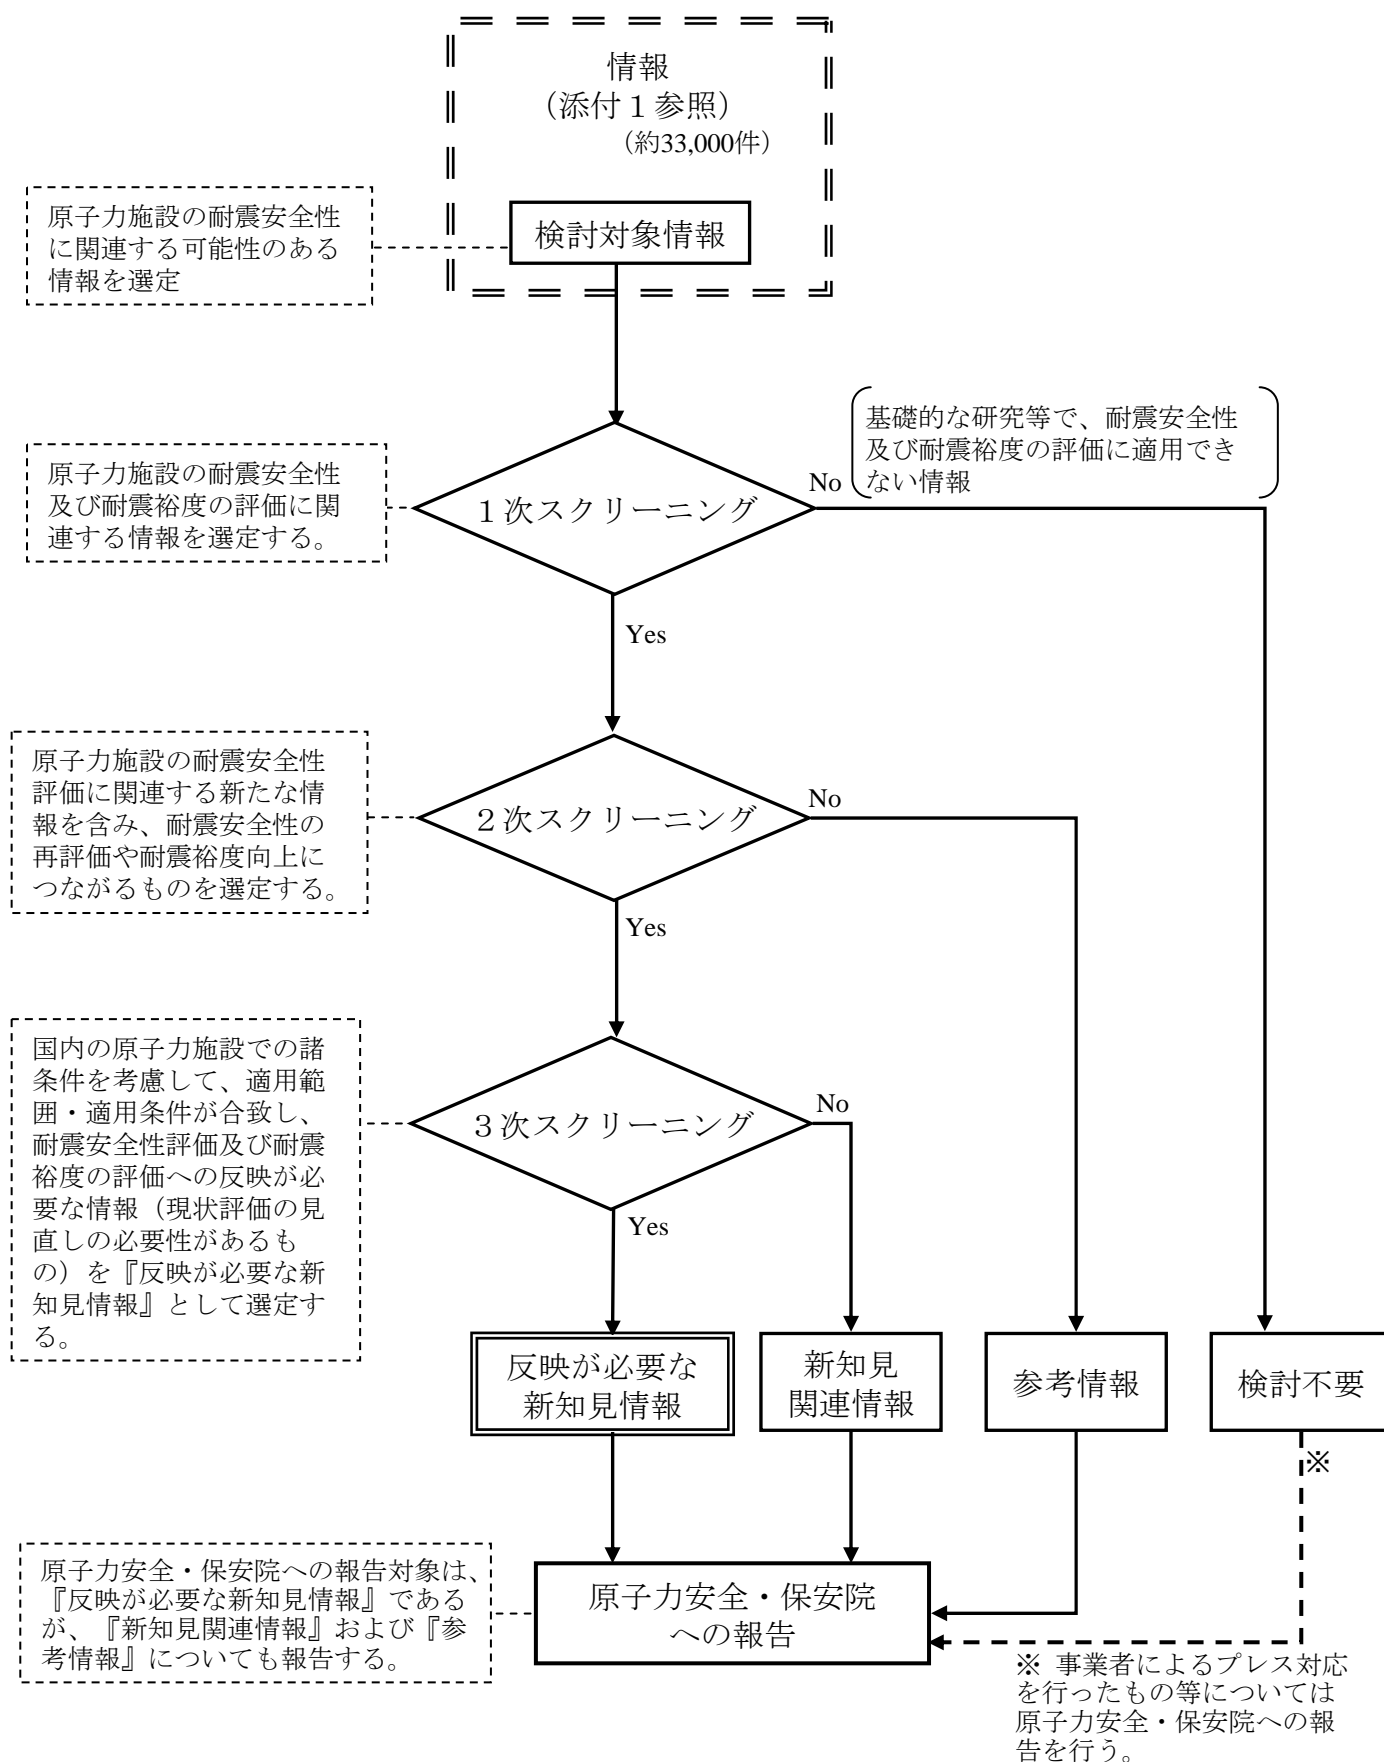 情報
（添付１参照）
（約33,000件）
検討対象情報
原子力施設の耐震安全性
に関連する可能性のある
情報を選定
基礎的な研究等で、耐震安全性
及び耐震裕度の評価に適用でき
ない情報
原子力施設の耐震安全性
及び耐震裕度の評価に関
連する情報を選定する。
１次スクリーニング
No
Yes
原子力施設の耐震安全性
評価に関連する新たな情
報を含み、耐震安全性の
再評価や耐震裕度向上に
つながるものを選定する。
２次スクリーニング
No
Yes
国内の原子力施設での諸
条件を考慮して、適用範
囲・適用条件が合致し、
耐震安全性評価及び耐震
裕度の評価への反映が必
要な情報（現状評価の見
直しの必要性があるも
の）を『反映が必要な新
知見情報』として選定す
る。
３次スクリーニング
No
Yes
反映が必要な
新知見情報
新知見
関連情報
参考情報
検討不要
※
原子力安全・保安院への報告対象は、
『反映が必要な新知見情報』である
が、『新知見関連情報』および『参
考情報』についても報告する。
原子力安全・保安院
への報告
※ 事業者によるプレス対応
を行ったもの等については
原子力安全・保安院への報
告を行う。